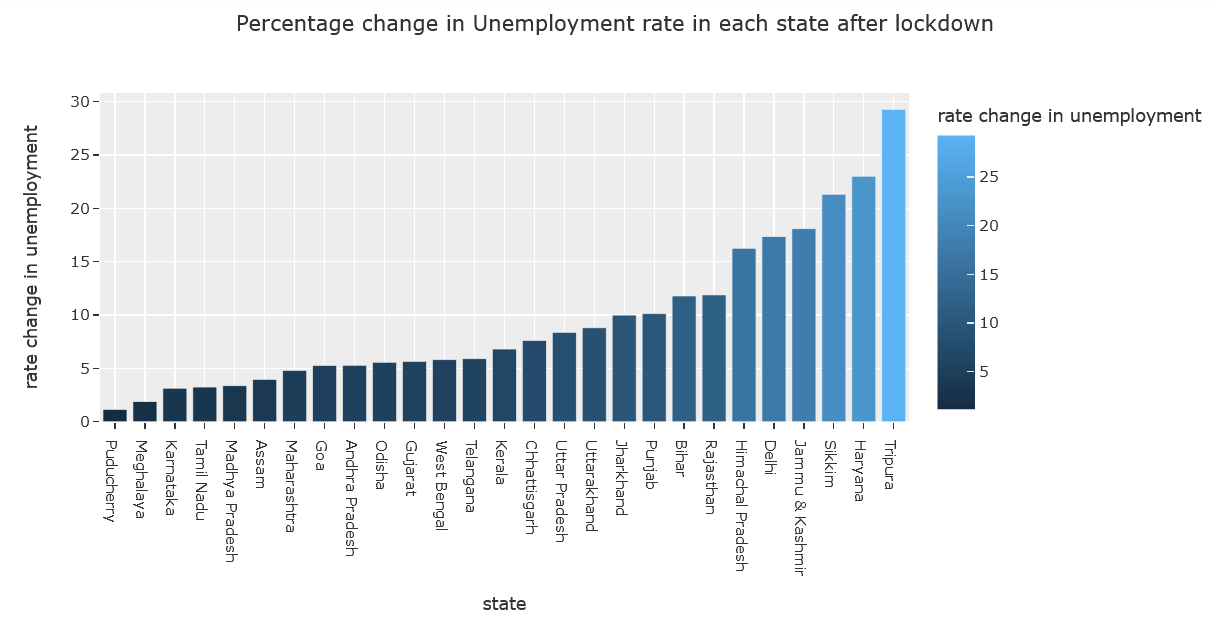 Percentage change in Unemployment rate in each state after lockdown
rate change in unemployment
30
25
20
15
10
5
0
Puducherry
Meghalaya
Karnataka
Tamil Nadu
Madhya Pradesh
Assam
Maharashtra
Goa
Andhra Pradesh
Odisha
Gujarat
West Bengal
Telangana
Kerala
Chhattisgarh
Uttar Pradesh
Uttarakhand
Jharkhand
Punjab
Bihar
Rajasthan
Himachal Pradesh
Delhi
Jammu & Kashmir
Sikkim
Haryana
Tripura
state
rate change in unemployment
25
20
15
10
5